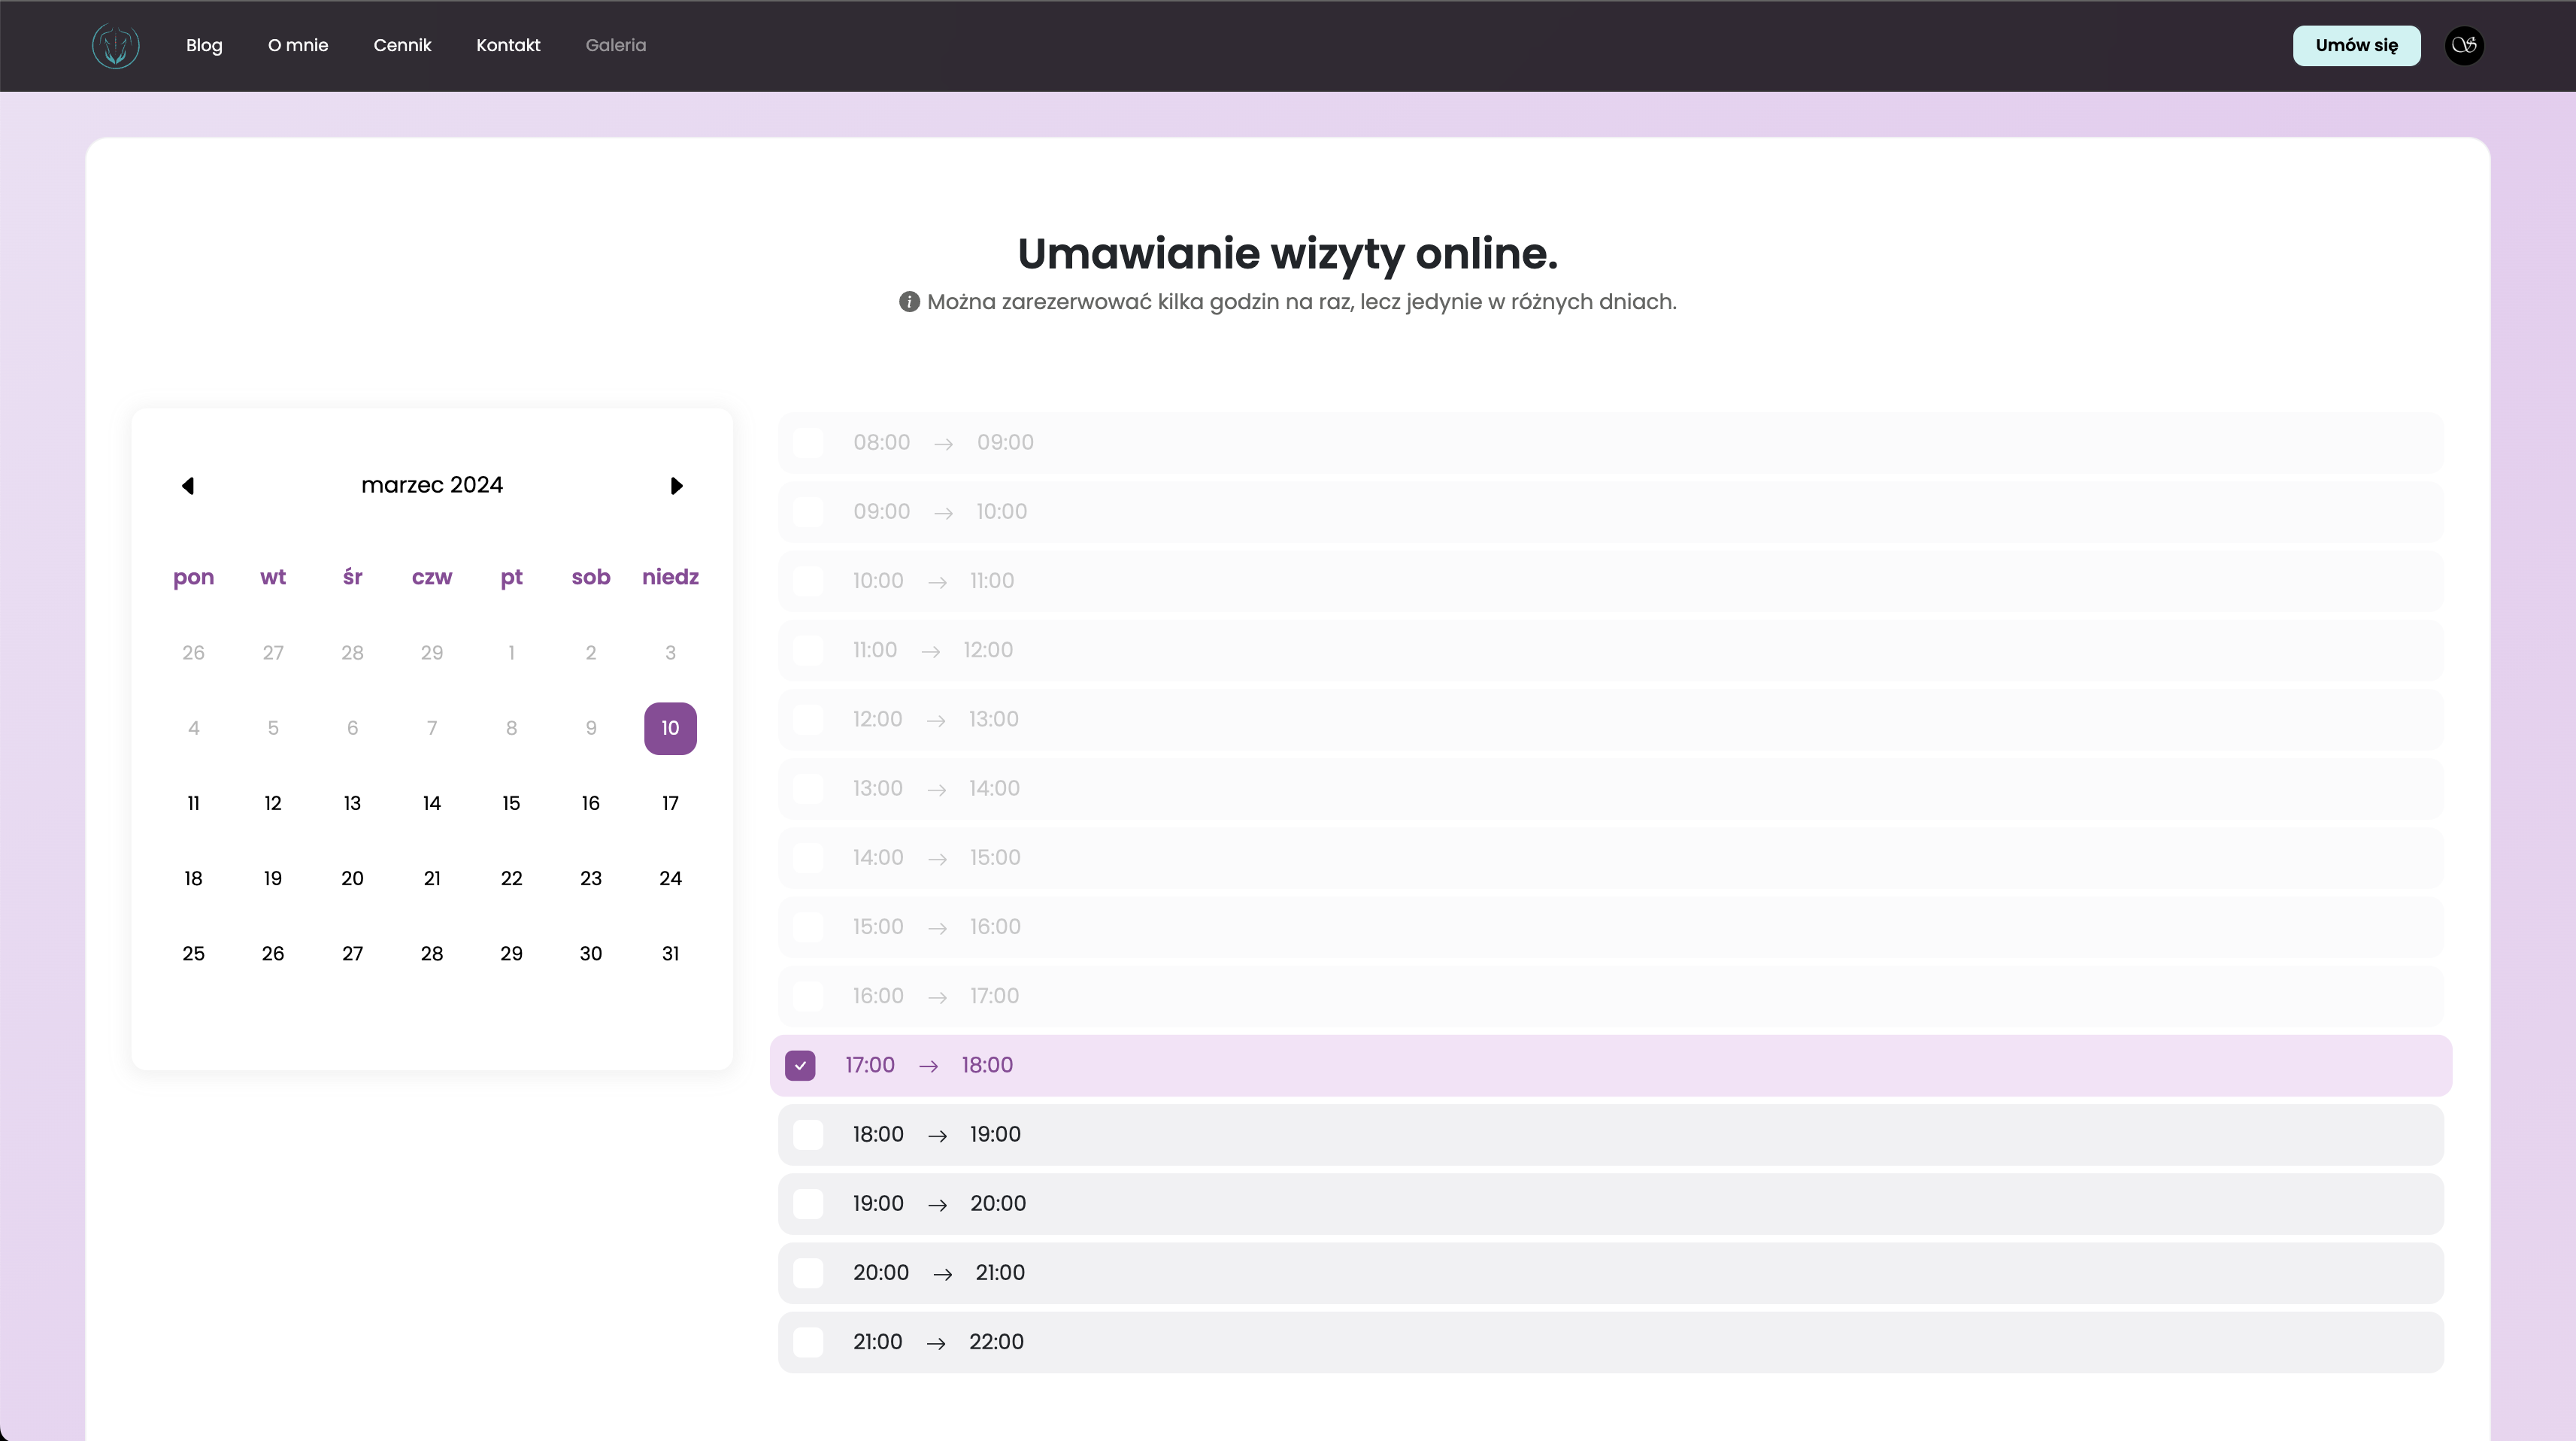 Blog O mnie Cennik Kontakt Galeria Umów się
Umawianie wizyty online.
Można zarezerwować kilka godzin na raz, lecz jedynie w różnych dniach.
marzec 2024
pon wt śr czw pt sob niedz
26 27 28 29 1 2 3
4 5 6 7 8 9 10
11 12 13 14 15 16 17
18 19 20 21 22 23 24
25 26 27 28 29 30 31
08:00 → 09:00
09:00 → 10:00
10:00 → 11:00
11:00 → 12:00
12:00 → 13:00
13:00 → 14:00
14:00 → 15:00
15:00 → 16:00
16:00 → 17:00
17:00 → 18:00
18:00 → 19:00
19:00 → 20:00
20:00 → 21:00
21:00 → 22:00